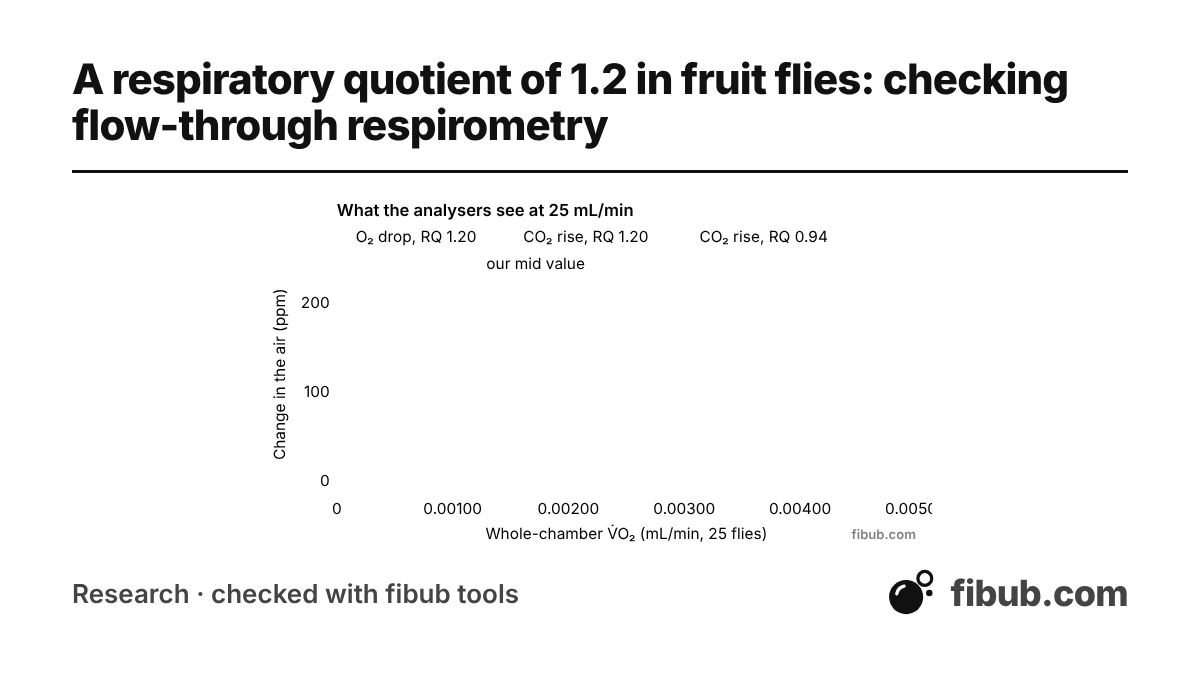 A respiratory quotient of 1.2 in fruit flies: checking
flow-through respirometry
What the analysers see at 25 mL/min
O₂ drop, RQ 1.20 CO₂ rise, RQ 1.20 CO₂ rise, RQ 0.94
our mid value
Change in the air (ppm)
200
100
0
0 0.00100 0.00200 0.00300 0.00400 0.005
Whole-chamber V̇O₂ (mL/min, 25 flies)
fibub.com
Research · checked with fibub tools
fibub.com